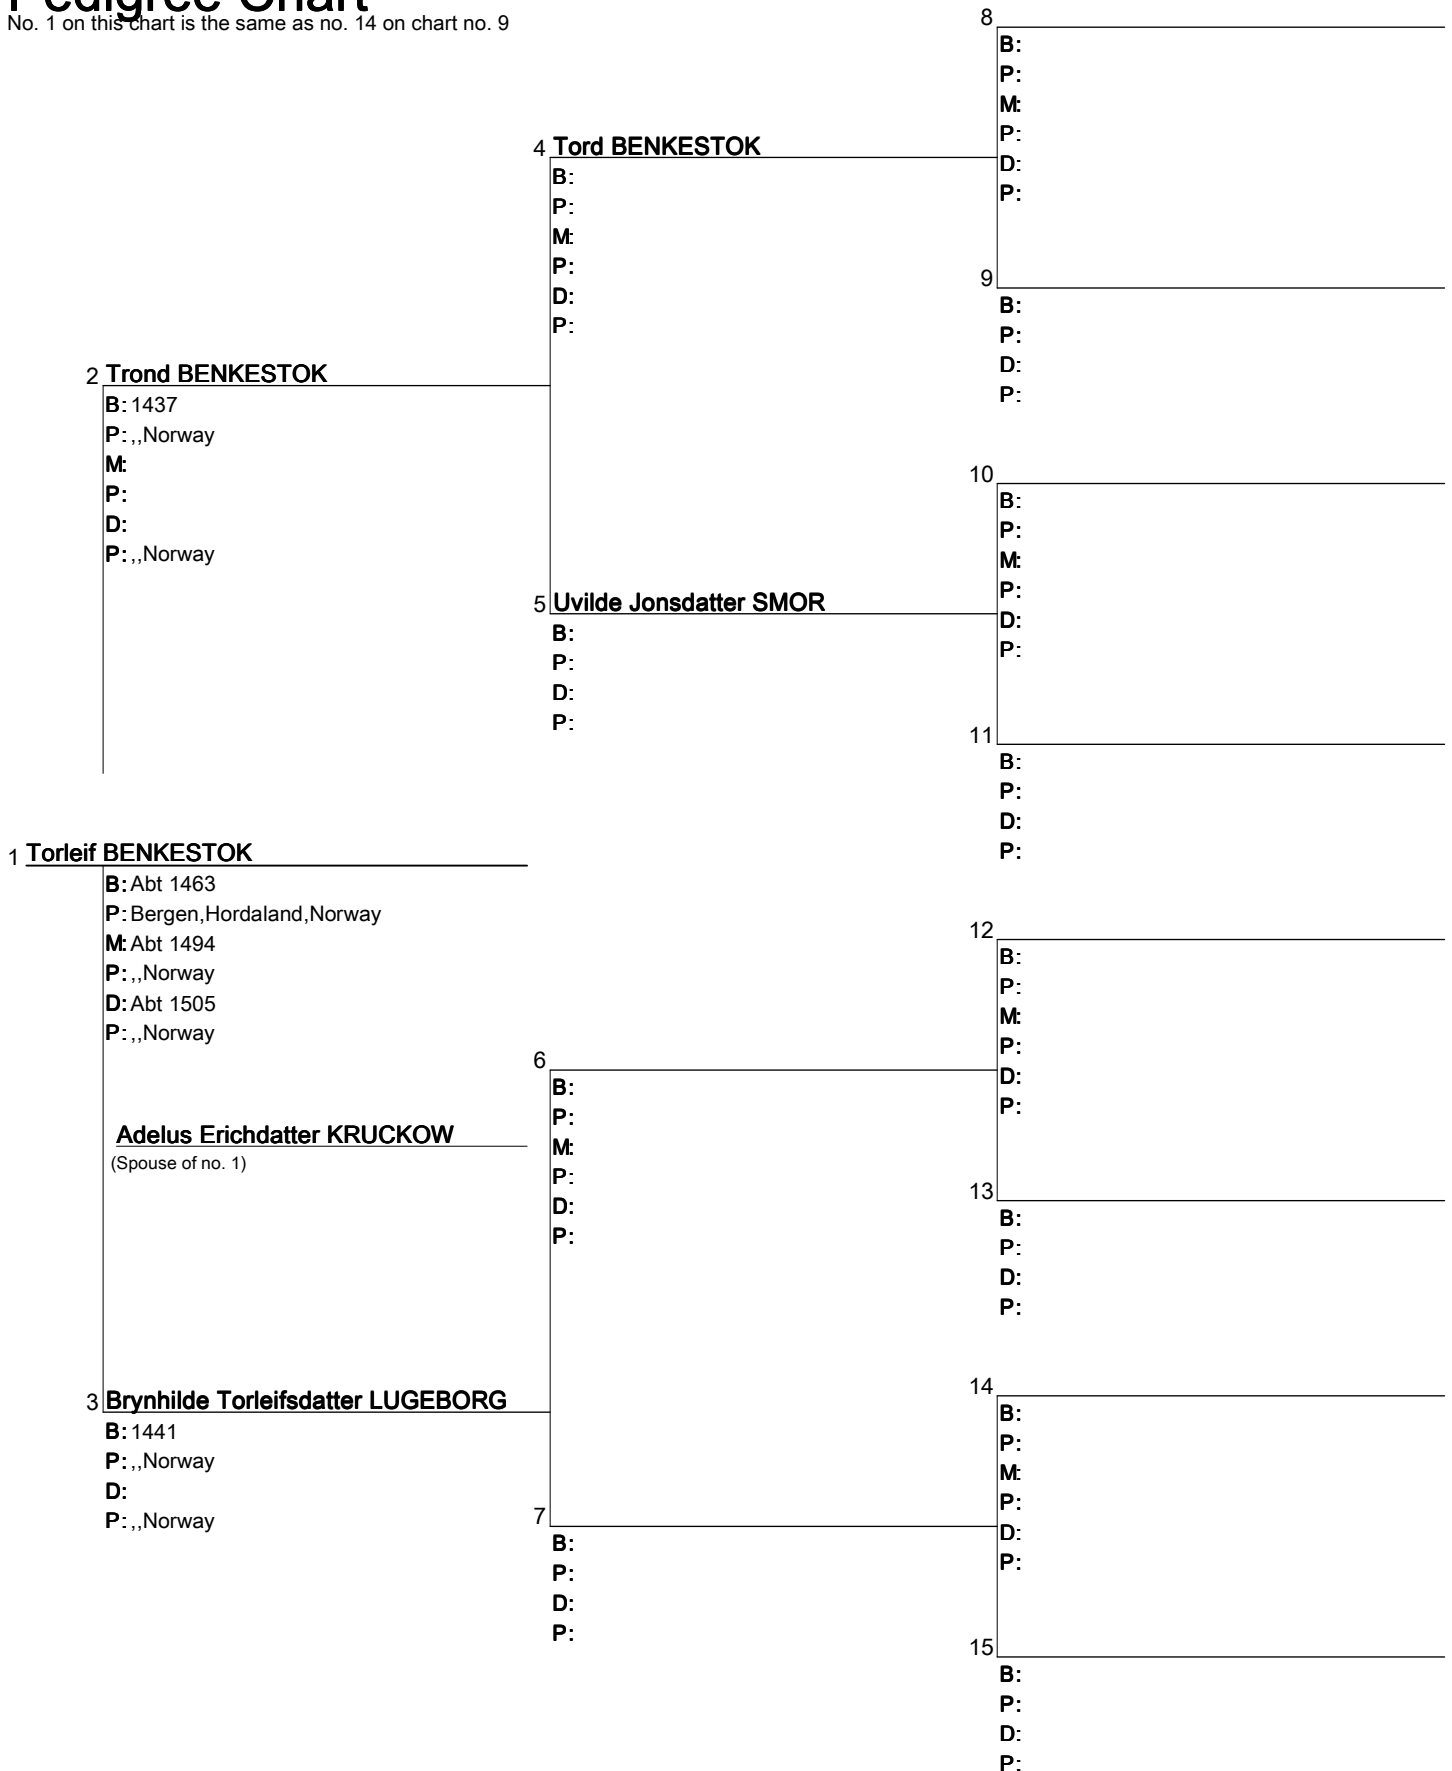 Pedigree Chart
No. 1 on this chart is the same as no. 14 on chart no. 9
8
B:
P:
M:
P:
D:
P:
4 Tord BENKESTOK
B:
P:
M:
P:
D:
P:
9
B:
P:
D:
P:
2 Trond BENKESTOK
B: 1437
P: ,,Norway
M:
P:
D:
P: ,,Norway
10
B:
P:
M:
P:
D:
P:
5 Uvilde Jonsdatter SMOR
B:
P:
D:
P:
11
B:
P:
D:
P:
1 Torleif BENKESTOK
B: Abt 1463
P: Bergen,Hordaland,Norway
M: Abt 1494
P: ,,Norway
D: Abt 1505
P: ,,Norway
12
B:
P:
M:
P:
D:
P:
6
B:
P:
M:
P:
D:
P:
Adelus Erichdatter KRUCKOW
(Spouse of no. 1)
13
B:
P:
D:
P:
3 Brynhilde Torleifsdatter LUGEBORG
B: 1441
P: ,,Norway
D:
P: ,,Norway
14
B:
P:
M:
P:
D:
P:
7
B:
P:
D:
P:
15
B:
P:
D:
P: